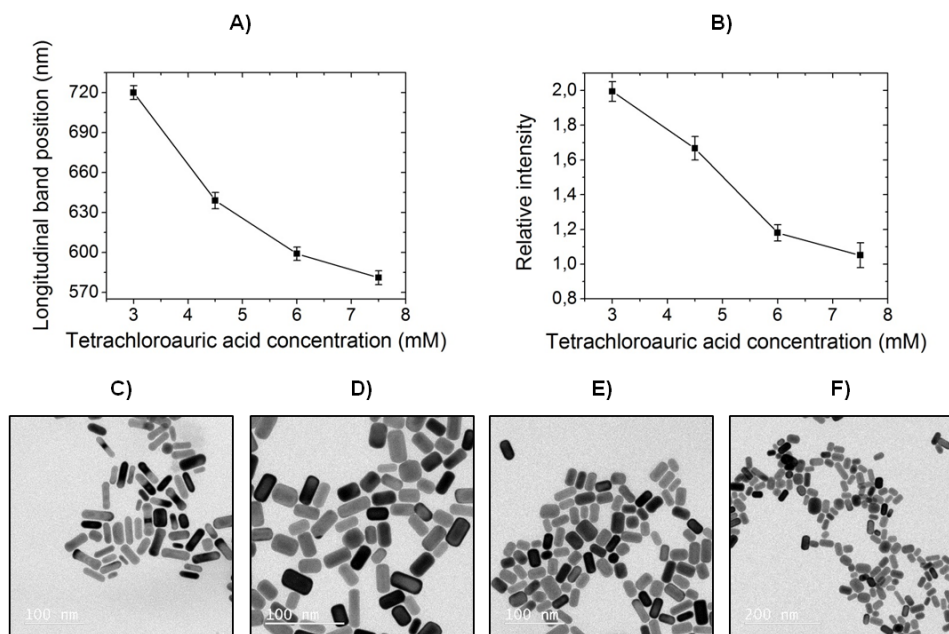 A)
B)
Longitudinal band position (nm)
720
690
660
630
600
570
3
4
5
6
7
8
Tetrachloroauric acid concentration (mM)
Relative intensity
2,0
1,8
1,6
1,4
1,2
1,0
0,8
3
4
5
6
7
8
Tetrachloroauric acid concentration (mM)
C)
D)
E)
F)
100 nm
100 nm
100 nm
200 nm